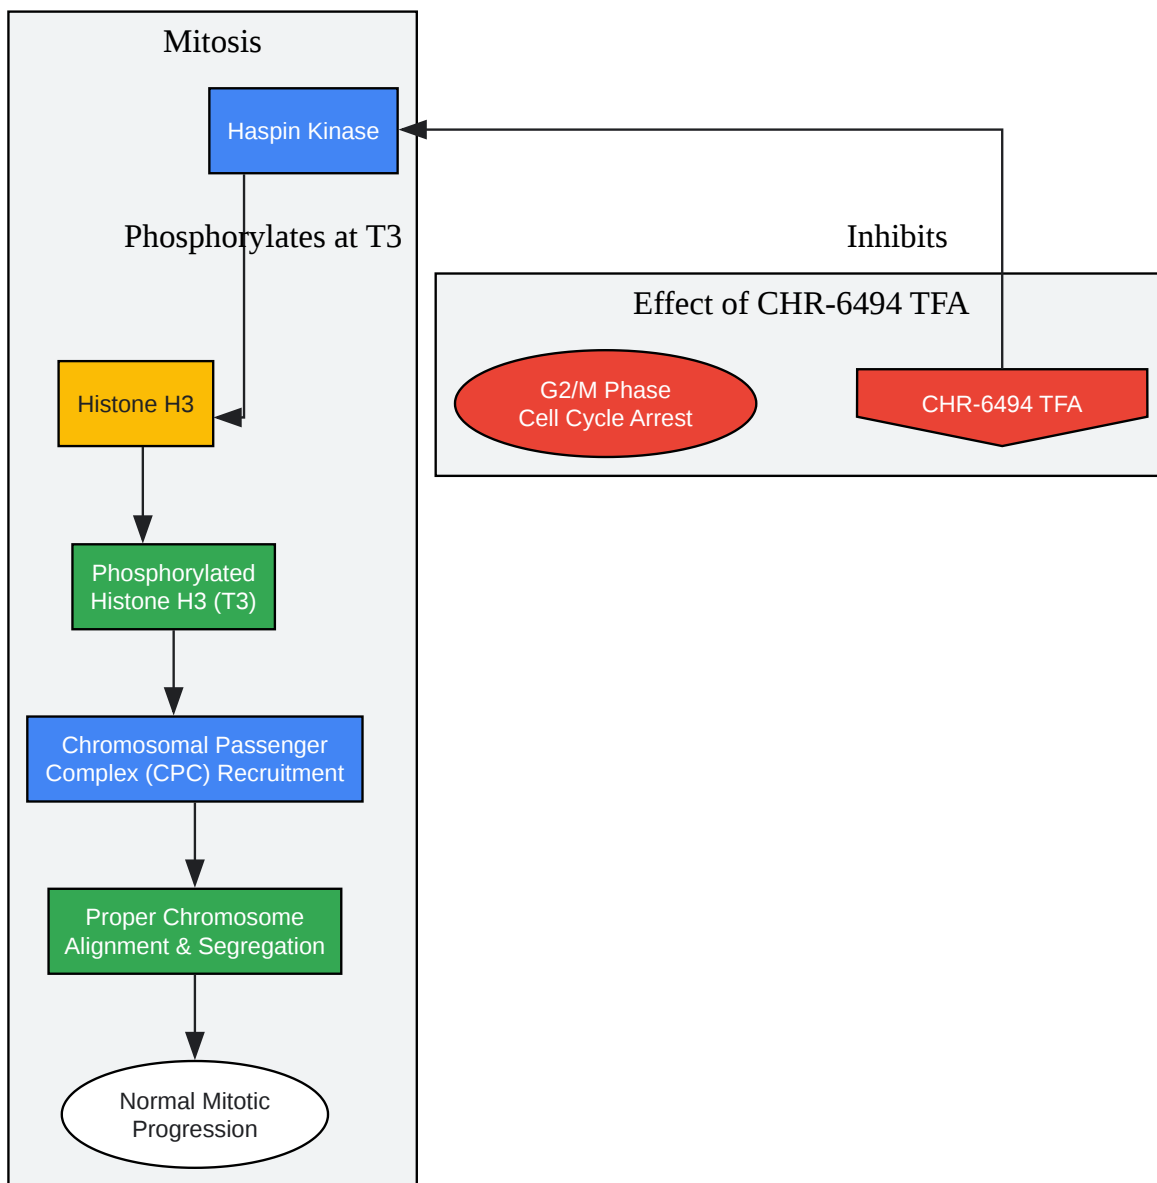 Mitosis
Haspin Kinase
Phosphorylates at T3
Inhibits
Effect of CHR-6494 TFA
G2/M Phase
Cell Cycle Arrest
CHR-6494 TFA
Histone H3
Phosphorylated
Histone H3 (T3)
Chromosomal Passenger
Complex (CPC) Recruitment
Proper Chromosome
Alignment & Segregation
Normal Mitotic
Progression